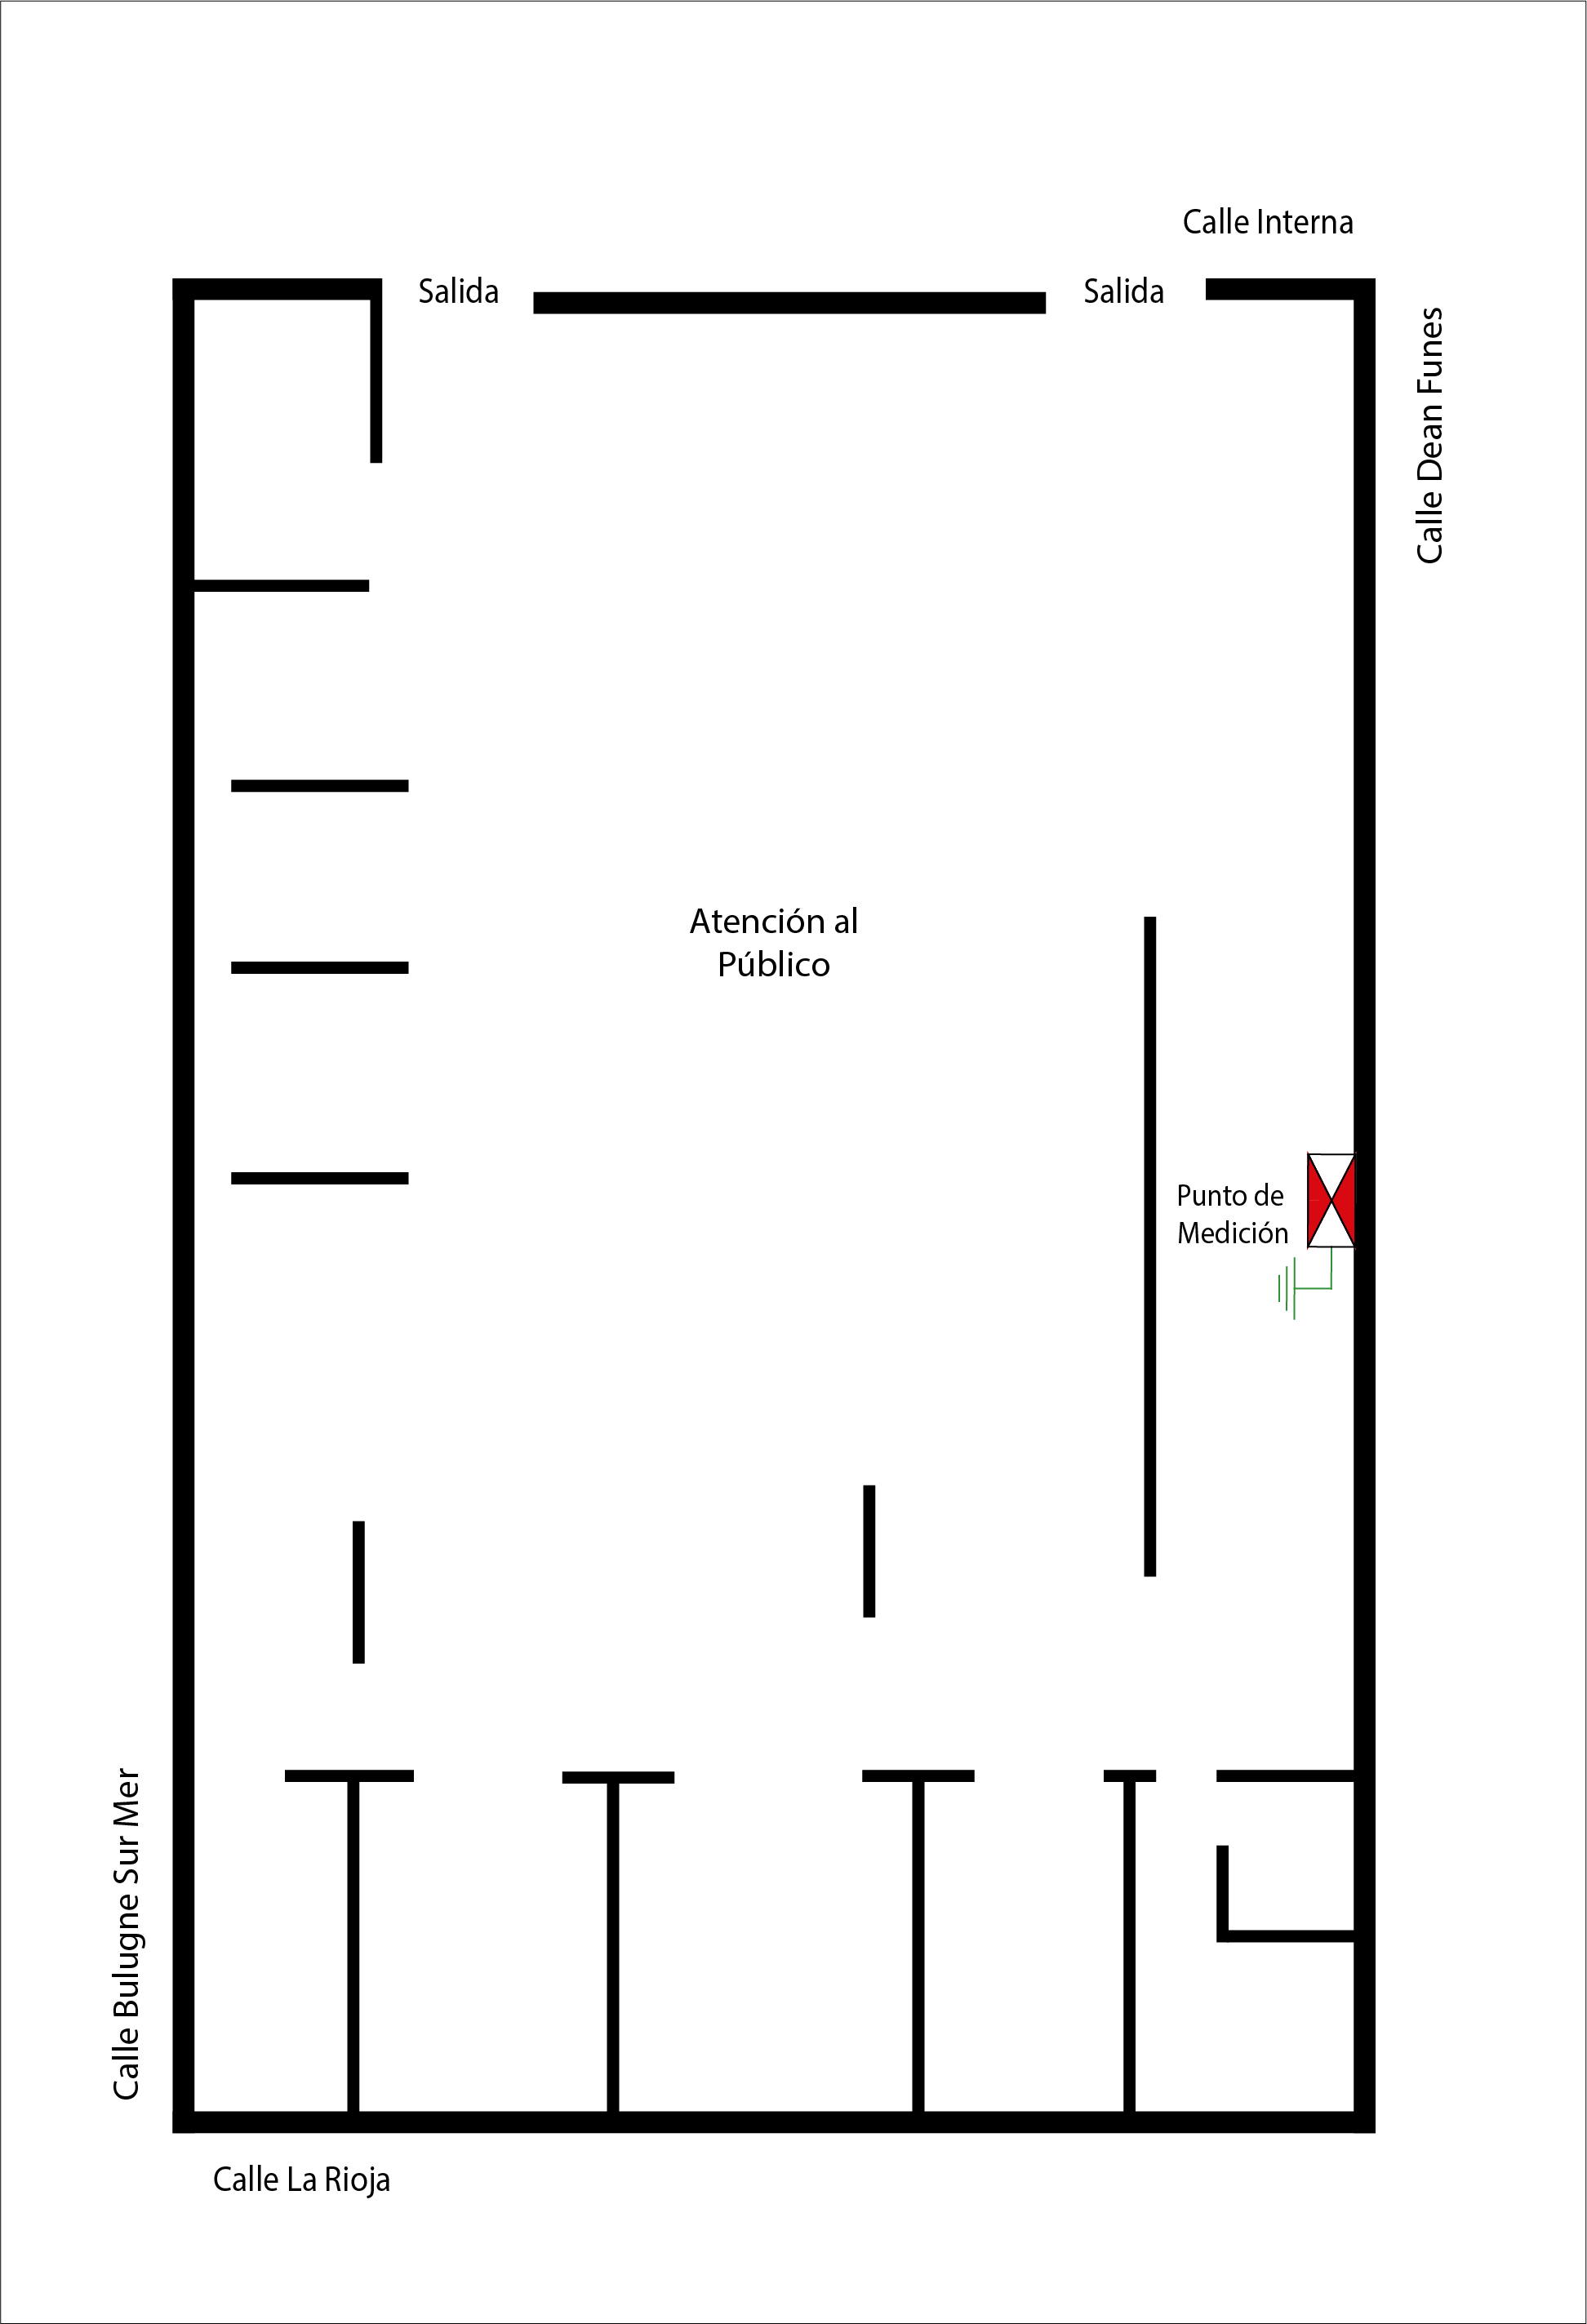 Calle Interna
Salida
Salida
Calle Dean Funes
Atención al
Público
Punto de
Medición
Calle Bulugne Sur Mer
Calle La Rioja